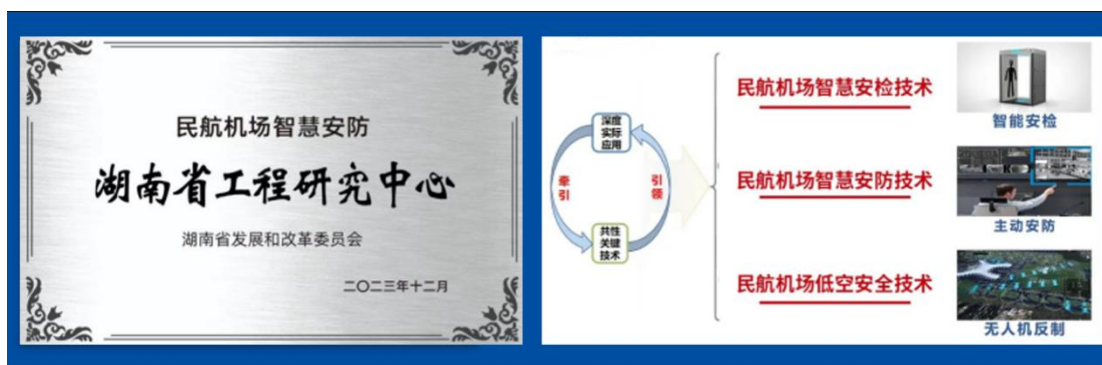 民航机场智慧安防
湖南省工程研究中心
湖南省发展和改革委员会
二〇二三年十二月
深度
实际
应用
牵引
引领
共性
关键
技术
民航机场智慧安检技术
智能安检
民航机场智慧安防技术
主动安防
民航机场低空安全技术
无人机反制